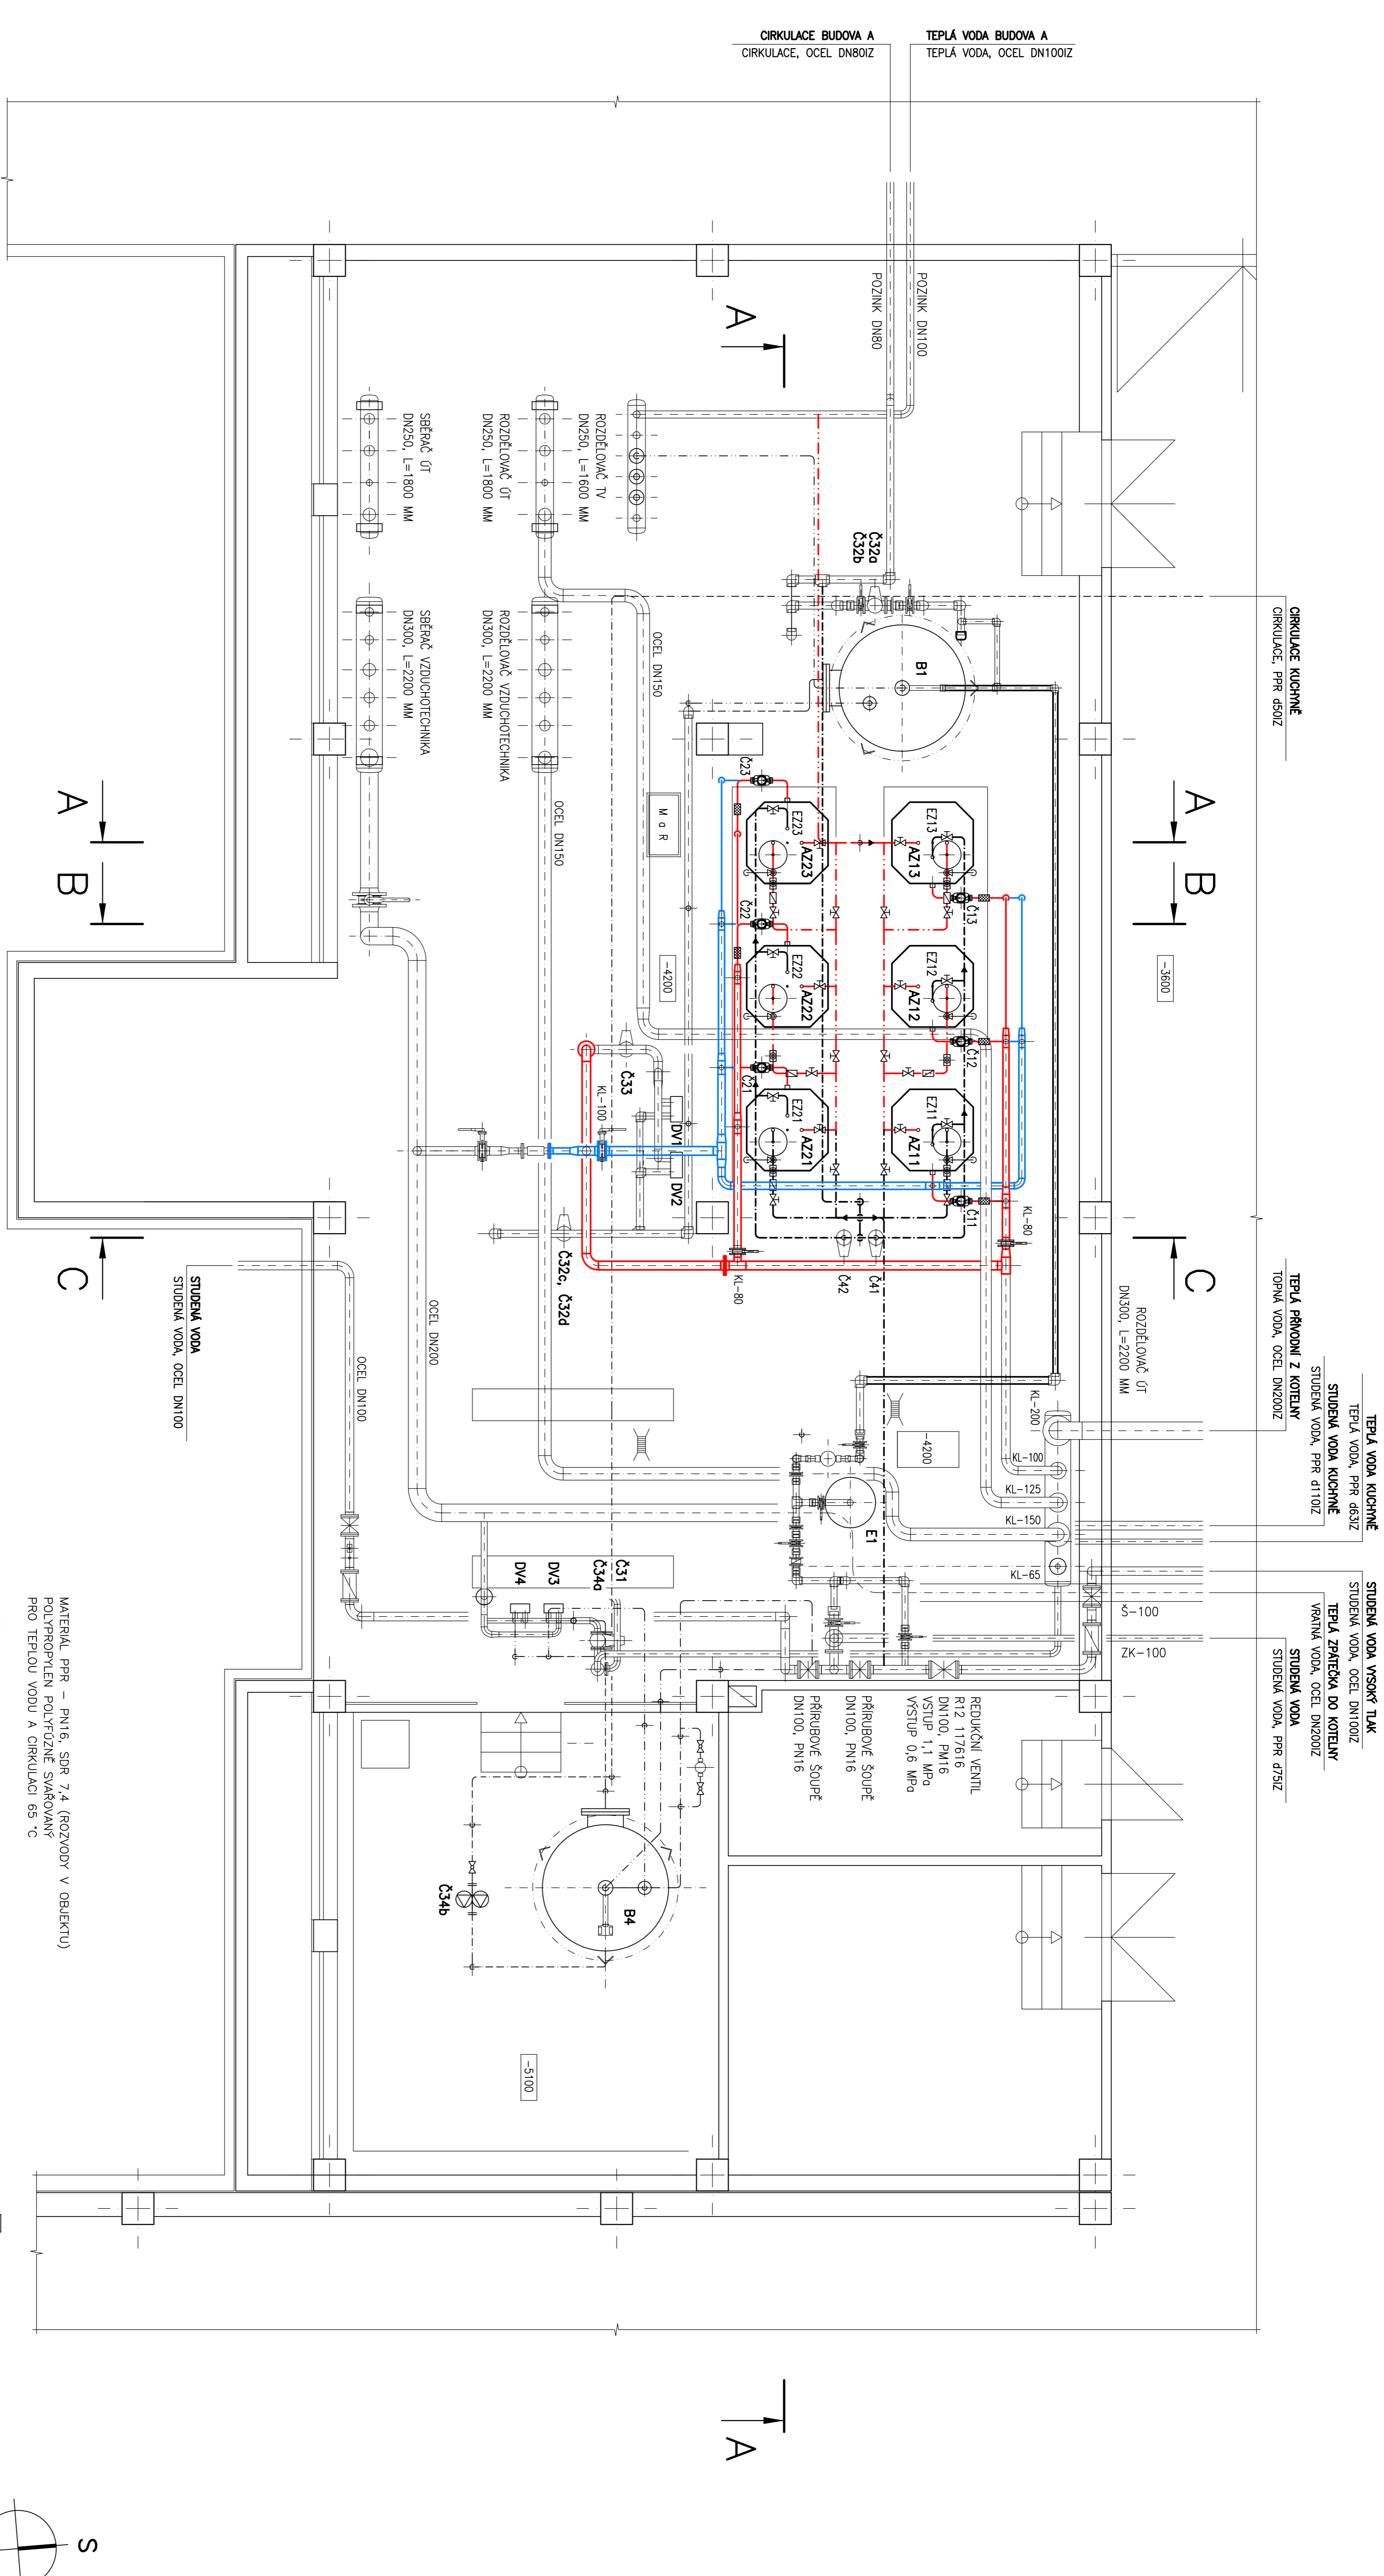 CIRKULACE BUDOVA A
CIRKULACE, OCEL DN80IZ
TEPLÁ VODA BUDOVA A
TEPLÁ VODA, OCEL DN100IZ
CIRKULACE KUCHYNĚ
CIRKULACE, PPR d50IZ
POZINK DN100
POZINK DN80
A
ROZDĚLOVAČ TV
DN250, L=1600 MM
ROZDĚLOVAČ ÚT
DN250, L=1800 MM
SBĚRAČ ÚT
DN250, L=1800 MM
Č32a
Č32b
B1
OCEL DN150
ROZDĚLOVAČ VZDUCHOTECHNIKA
DN300, L=2200 MM
SBĚRAČ VZDUCHOTECHNIKA
DN300, L=2200 MM
OCEL DN150
M a R
A
B
A
B
-3600
-4200
Č23
EZ23
AZ23
EZ13
AZ13
Č13
Č22
EZ22
AZ22
EZ12
AZ12
Č12
Č21
EZ21
AZ21
EZ11
AZ11
Č11
Č33
KL-100
DV1
DV2
KL-80
KL-80
Č41
Č42
Č32c, Č32d
C
C
STUDENÁ VODA
STUDENÁ VODA, OCEL DN100
OCEL DN200
OCEL DN100
ROZDĚLOVAČ ÚT
DN300, L=2200 MM
TEPLÁ PŘÍVODNÍ Z KOTELNY
TOPNÁ VODA, OCEL DN200IZ
STUDENÁ VODA KUCHYNĚ
STUDENÁ VODA, PPR d110IZ
TEPLÁ VODA KUCHYNĚ
TEPLÁ VODA, PPR d63IZ
STUDENÁ VODA VYSOKÝ TLAK
STUDENÁ VODA, OCEL DN100IZ
TEPLÁ ZPÁTEČKA DO KOTELNY
VRATNÁ VODA, OCEL DN200IZ
STUDENÁ VODA
STUDENÁ VODA, PPR d75IZ
KL-200
KL-100
KL-125
KL-150
KL-65
-4200
E1
Š-100
ZK-100
Č31
Č34a
DV3
DV4
REDUKČNÍ VENTIL
R12 117616
DN100, PM16
VSTUP 1,1 MPa
VÝSTUP 0,6 MPa
PŘÍRUBOVÉ ŠOUPĚ
DN100, PN16
PŘÍRUBOVÉ ŠOUPĚ
DN100, PN16
Č34b
B4
-5100
MATERIÁL PPR – PN16, SDR 7,4 (ROZVODY V OBJEKTU)
POLYPROPYLEN POLYFÚZNĚ SVAŘOVANÝ
PRO TEPLOU VODU A CIRKULACI 65 °C
A
S